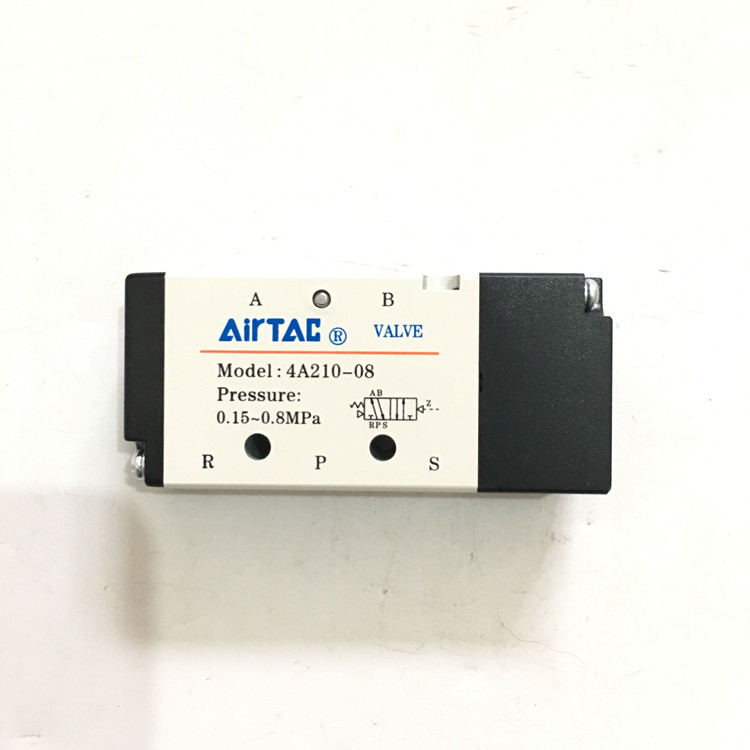 A B
AirTAC ® VALVE
Model: 4A210-08
Pressure:
0.15~0.8MPa
AB
Z
RPS
R P S